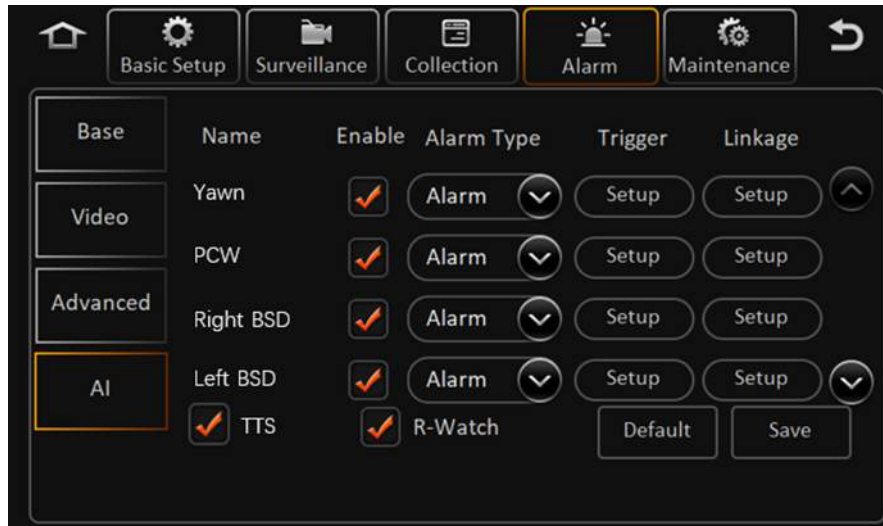 Basic Setup Surveillance Collection Alarm Maintenance
Base Name Enable Alarm Type Trigger Linkage
Yawn Alarm Setup Setup
Video
PCW Alarm Setup Setup
Advanced Right BSD Alarm Setup Setup
AI Left BSD Alarm Setup Setup
TTS R-Watch Default Save